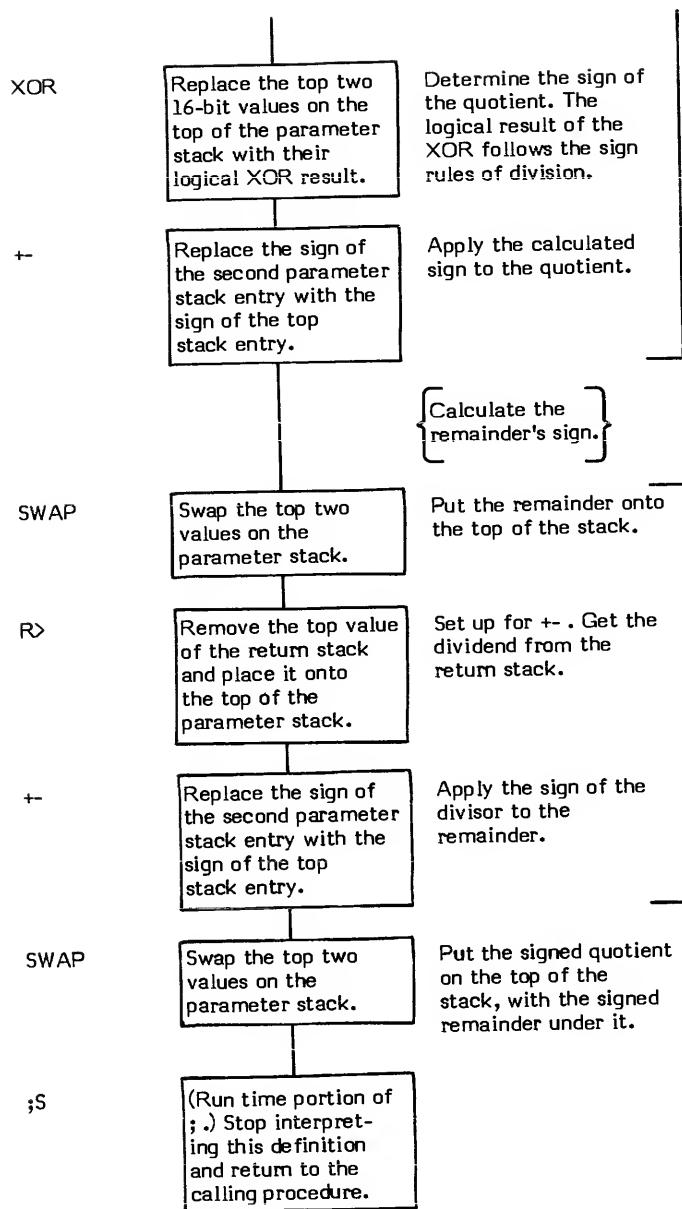 XOR
Replace the top two
16-bit values on the
top of the parameter
stack with their
logical XOR result.
Determine the sign of
the quotient. The
logical result of the
XOR follows the sign
rules of division.
+-
Replace the sign of
the second parameter
stack entry with the
sign of the top
stack entry.
Apply the calculated
sign to the quotient.
Calculate the
remainder's sign.
SWAP
Swap the top two
values on the
parameter stack.
Put the remainder onto
the top of the stack.
R>
Remove the top value
of the return stack
and place it onto
the top of the
parameter stack.
Set up for +- . Get the
dividend from the
return stack.
+-
Replace the sign of
the second parameter
stack entry with the
sign of the top
stack entry.
Apply the sign of the
divisor to the
remainder.
SWAP
Swap the top two
values on the
parameter stack.
Put the signed quotient
on the top of the
stack, with the signed
remainder under it.
;S
(Run time portion of
; .) Stop interpret-
ing this definition
and return to the
calling procedure.